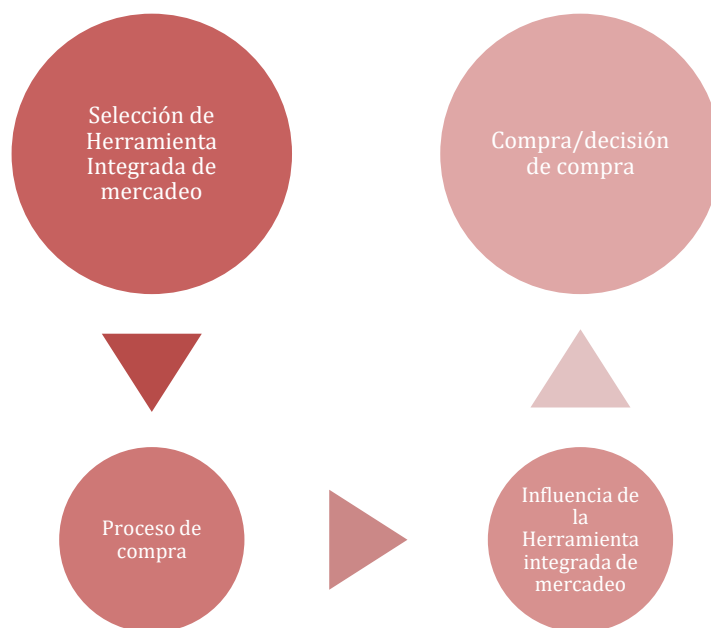 Selección de
Herramienta
Integrada de
mercadeo
Proceso de
compra
Influencia de
la
Herramienta
integrada de
mercadeo
Compra/decisión
de compra